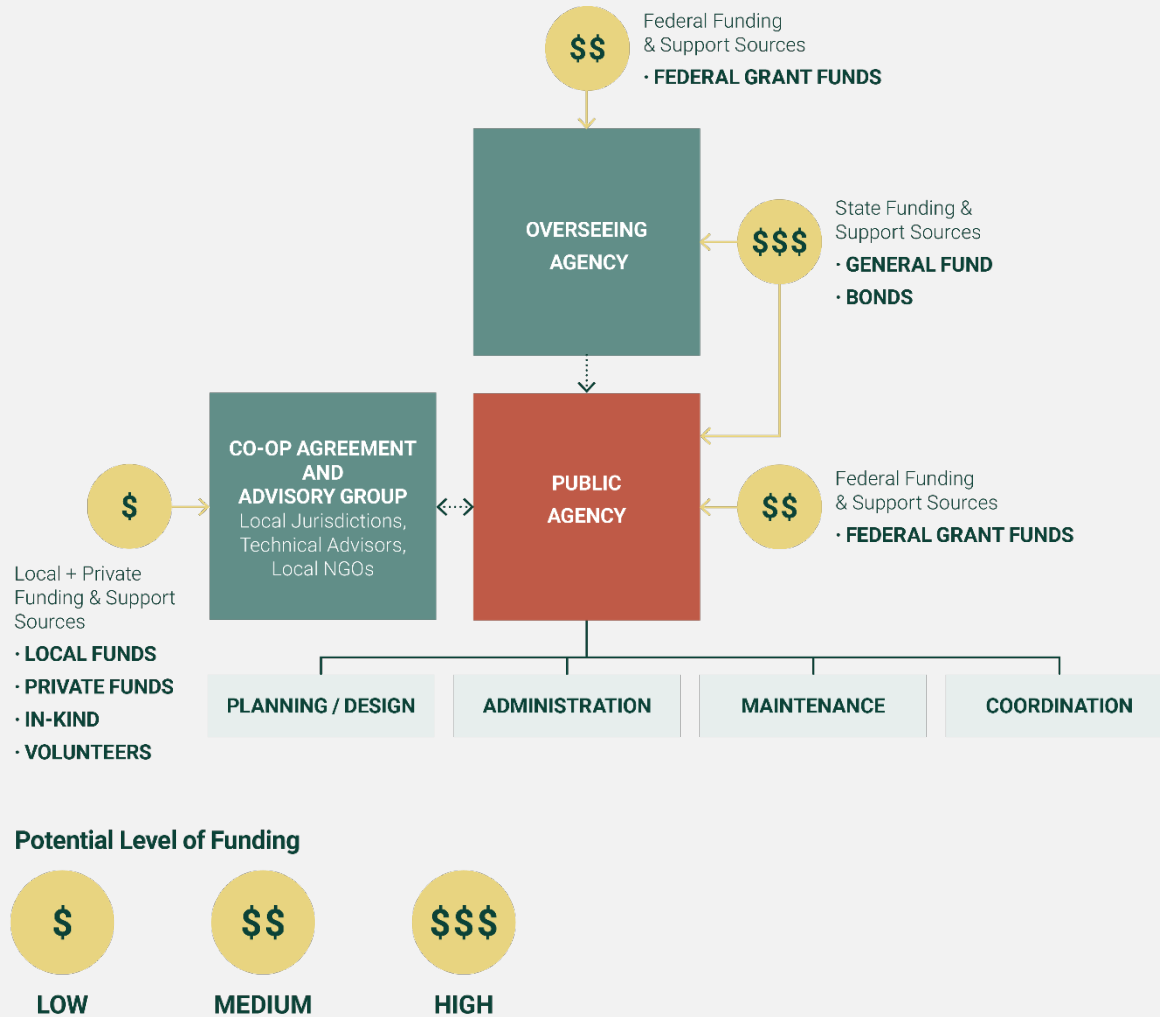 $$
Federal Funding
& Support Sources
· FEDERAL GRANT FUNDS
OVERSEEING
AGENCY
$$$
State Funding &
Support Sources
· GENERAL FUND
· BONDS
CO-OP AGREEMENT
AND
ADVISORY GROUP
Local Jurisdictions,
Technical Advisors,
Local NGOs
PUBLIC
AGENCY
$$
Federal Funding
& Support Sources
· FEDERAL GRANT FUNDS
$
Local + Private
Funding & Support
Sources
· LOCAL FUNDS
· PRIVATE FUNDS
· IN-KIND
· VOLUNTEERS
PLANNING / DESIGN
ADMINISTRATION
MAINTENANCE
COORDINATION
Potential Level of Funding
$
$$
$$$
LOW
MEDIUM
HIGH